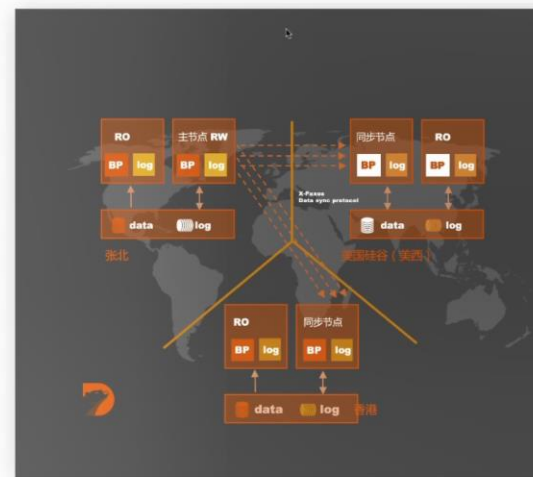 RO
主节点 RW
BP log
BP log
data
log
张北
同步节点
RO
BP log
BP log
data
log
美国硅谷(美西)
X-Paxos
Data sync protocol
RO
同步节点
BP log
BP log
data
log
香港